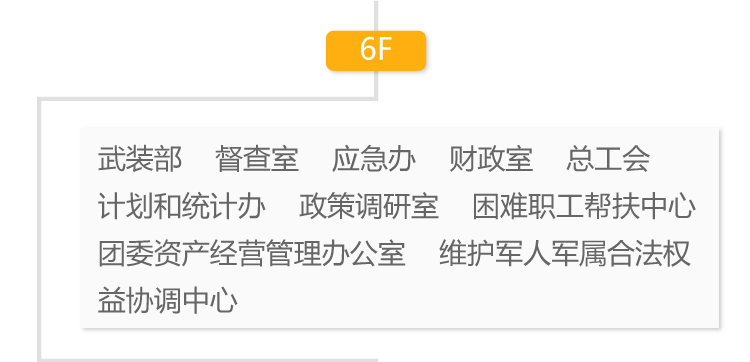 6F
武装部 督查室 应急办 财政室 总工会
计划和统计办 政策调研室 困难职工帮扶中心
团委资产经营管理办公室 维护军人军属合法权
益协调中心